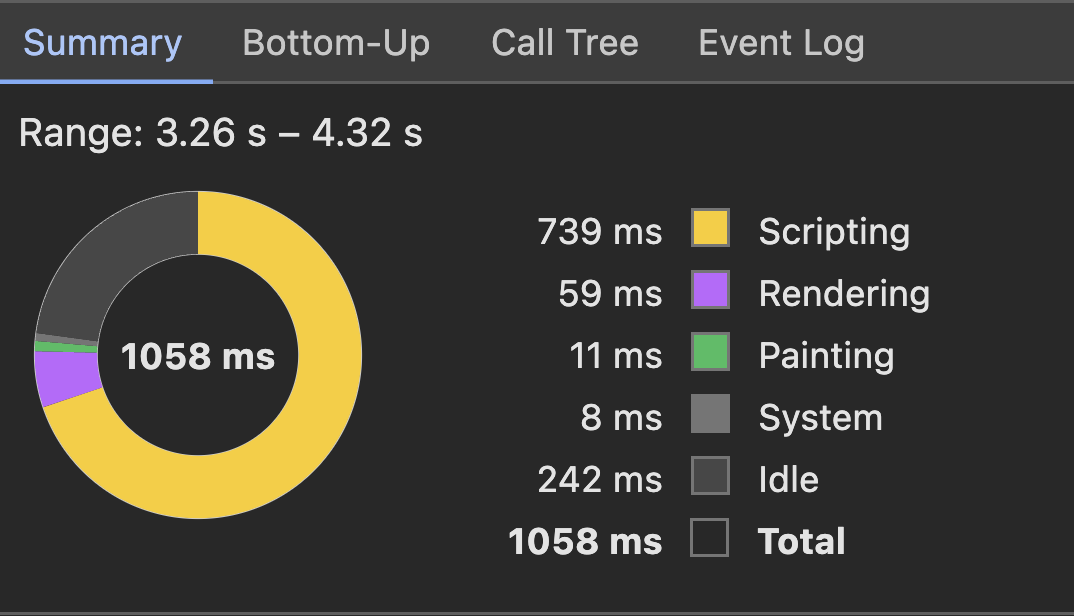 Summary Bottom-Up Call Tree Event Log
Range: 3.26 s – 4.32 s
739 ms Scripting
59 ms Rendering
11 ms Painting
1058 ms
8 ms System
242 ms Idle
1058 ms Total